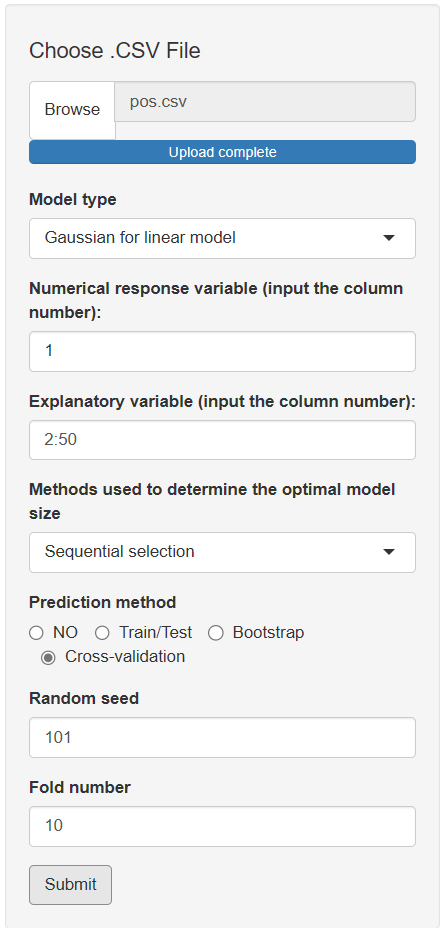 Choose .CSV File
Browse pos.csv
Upload complete
Model type
Gaussian for linear model
Numerical response variable (input the column
number):
1
Explanatory variable (input the column number):
2:50
Methods used to determine the optimal model
size
Sequential selection
Prediction method
NO Train/Test Bootstrap
Cross-validation
Random seed
101
Fold number
10
Submit